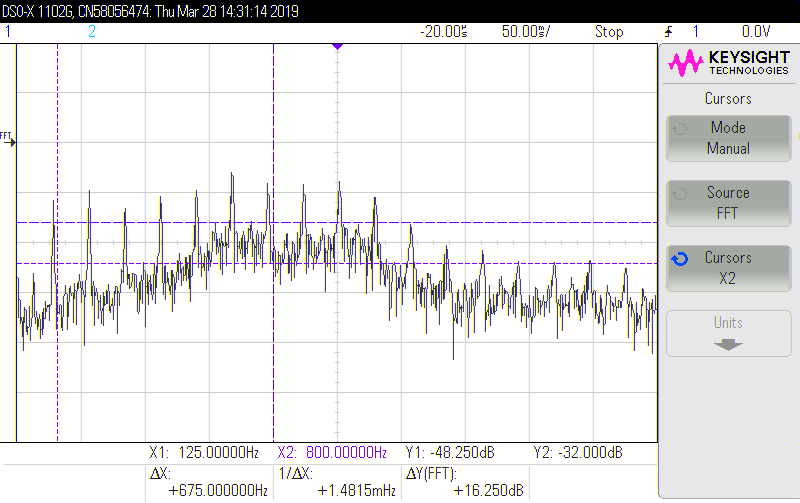 DSO-X 1102G, CN58056474: Thu Mar 28 14:31:14 2019
1 2 -20.00us 50.00us/ Stop 1 0.0V
KEYSIGHT
TECHNOLOGIES
Cursors
FFT
Mode
Manual
Source
FFT
Cursors
X2
Units
X1: 125.00000Hz X2: 800.00000Hz Y1: -48.250dB Y2: -32.000dB
ΔX: 1/ΔX: ΔY(FFT):
+675.000000Hz +1.4815mHz +16.250dB